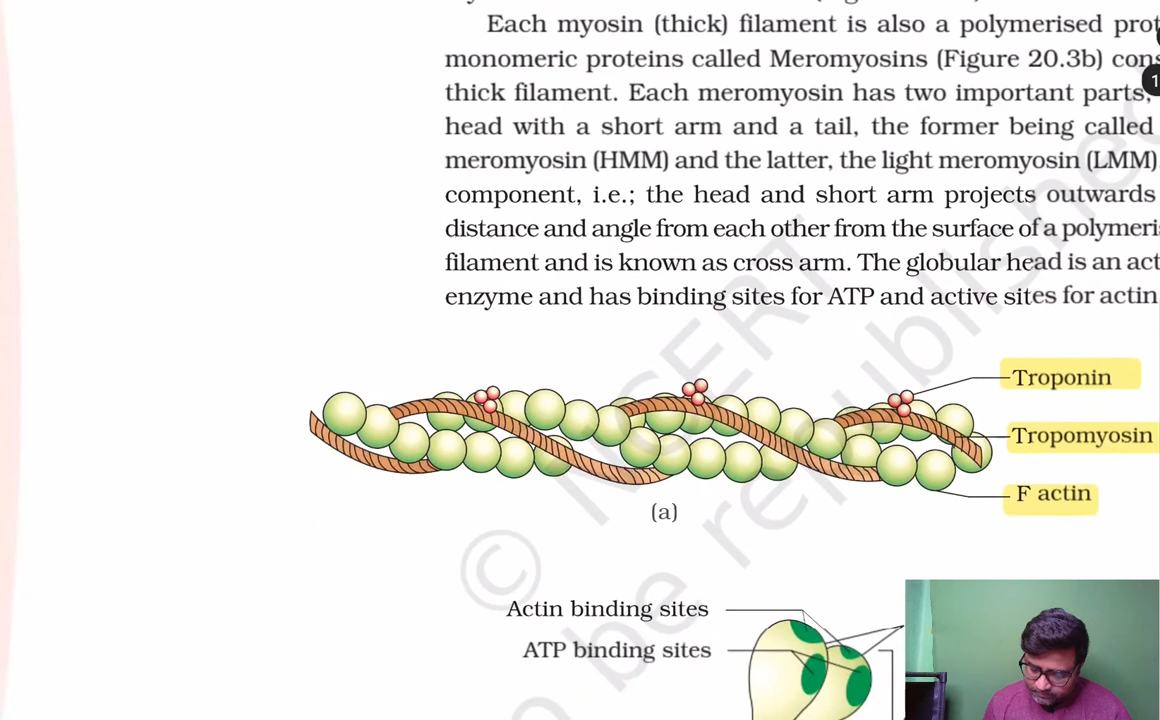 Each myosin (thick) filament is also a polymerised prot
monomeric proteins called Meromyosins (Figure 20.3b) cons
thick filament. Each meromyosin has two important parts,
head with a short arm and a tail, the former being called
meromyosin (HMM) and the latter, the light meromyosin (LMM)
component, i.e.; the head and short arm projects outwards
distance and angle from each other from the surface of a polymeri
filament and is known as cross arm. The globular head is an act
enzyme and has binding sites for ATP and active sites for actin
Troponin
Tropomyosin
F actin
(a)
Actin binding sites
ATP binding sites
© NCERT
be republished
1